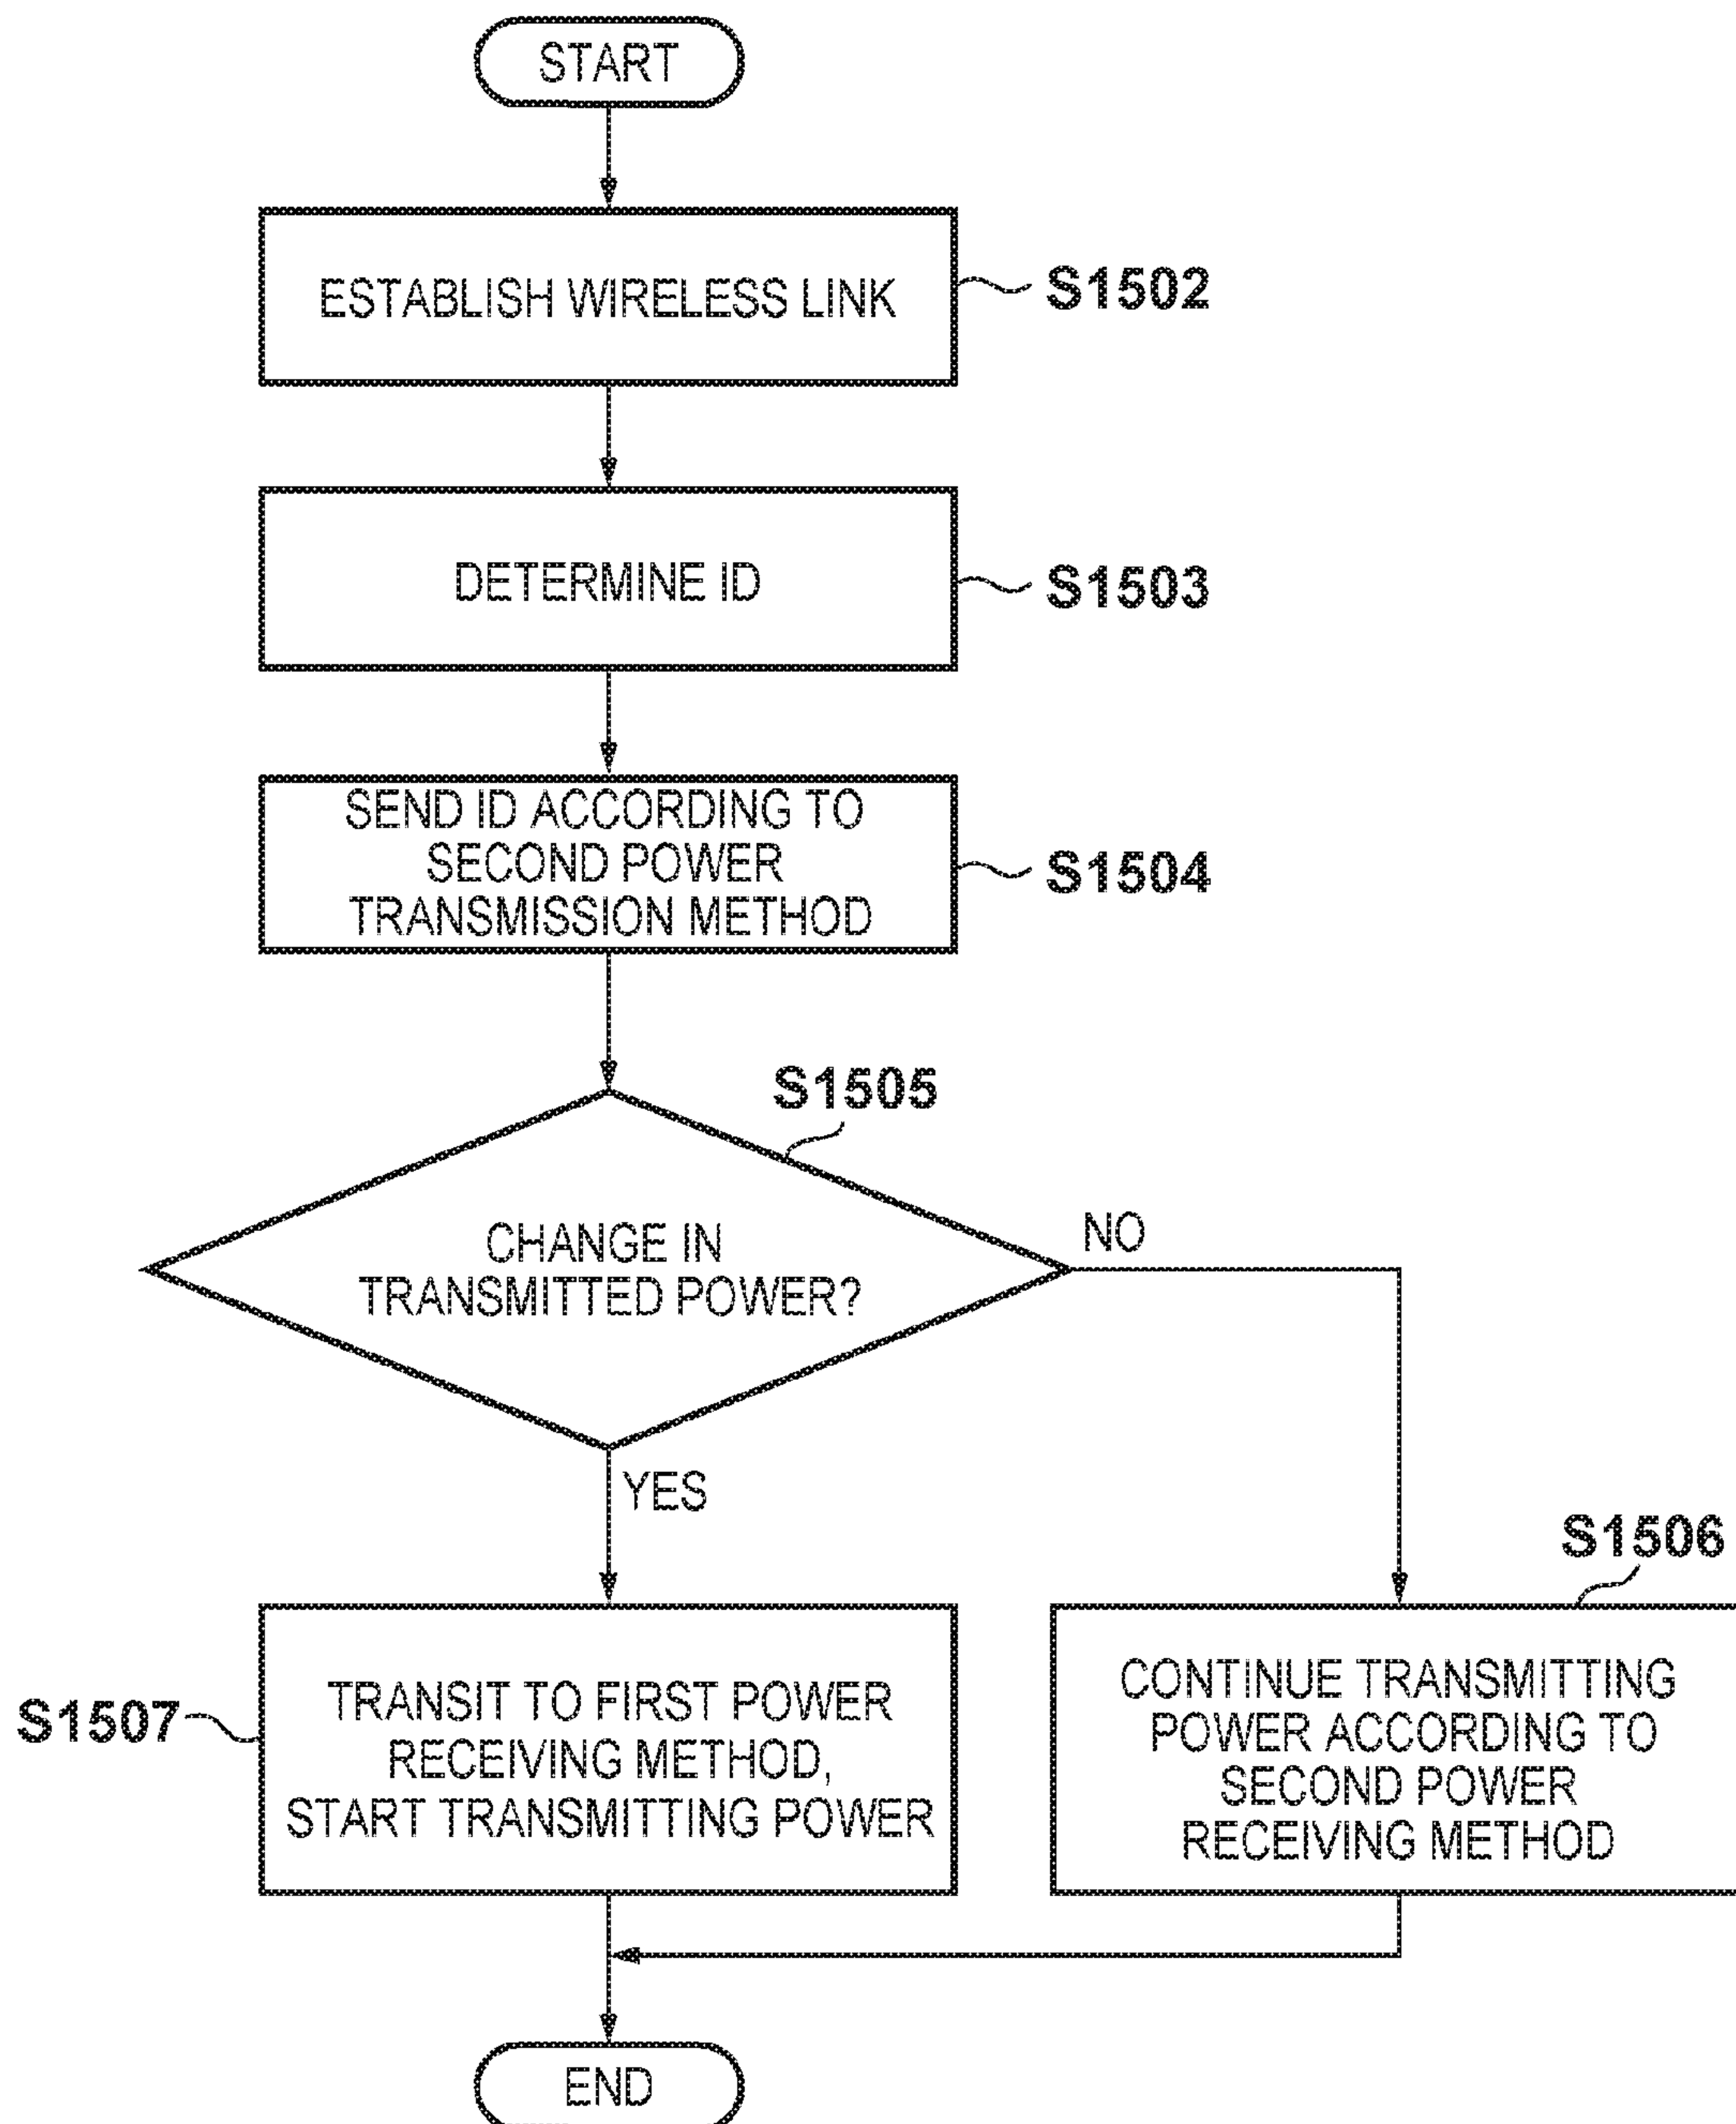 START
ESTABLISH WIRELESS LINK
S1502
DETERMINE ID
S1503
SEND ID ACCORDING TO
SECOND POWER
TRANSMISSION METHOD
S1504
S1505
CHANGE IN
TRANSMITTED POWER?
NO
YES
S1506
S1507
TRANSIT TO FIRST POWER
RECEIVING METHOD,
START TRANSMITTING POWER
CONTINUE TRANSMITTING
POWER ACCORDING TO
SECOND POWER
RECEIVING METHOD
END